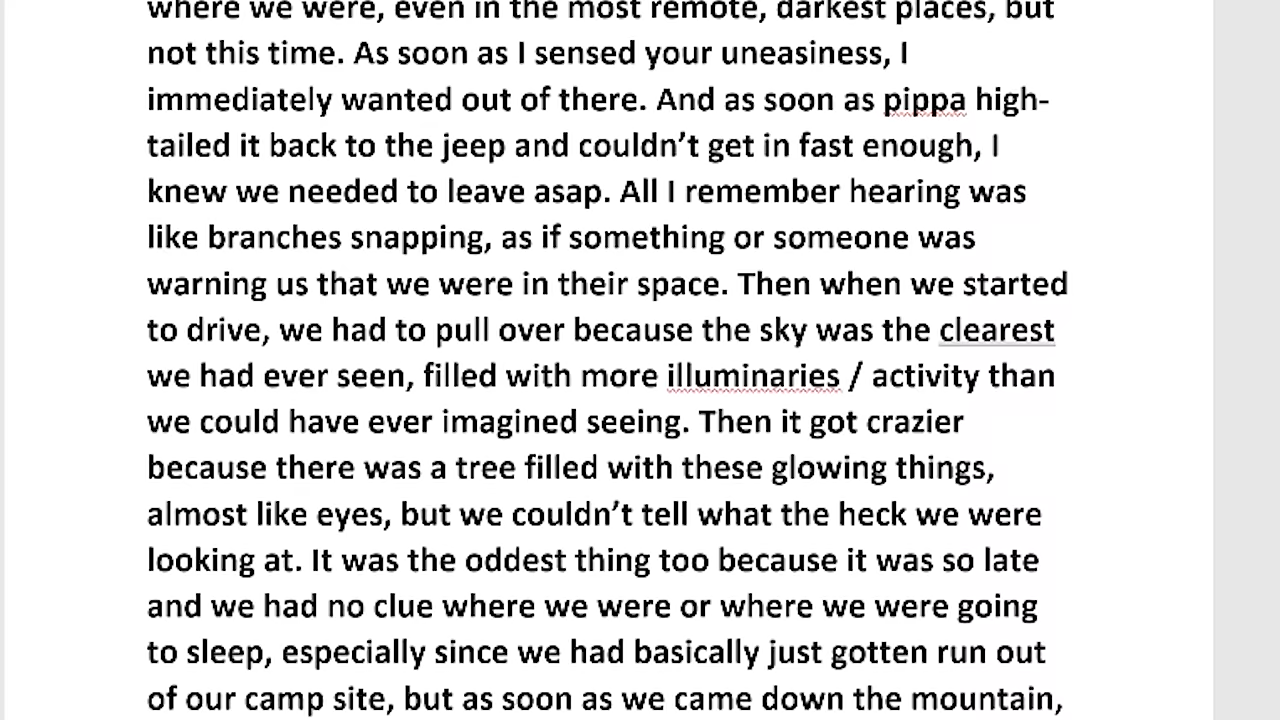 where we were, even in the most remote, darkest places, but
not this time. As soon as I sensed your uneasiness, I
immediately wanted out of there. And as soon as pippa high-
tailed it back to the jeep and couldn’t get in fast enough, I
knew we needed to leave asap. All I remember hearing was
like branches snapping, as if something or someone was
warning us that we were in their space. Then when we started
to drive, we had to pull over because the sky was the clearest
we had ever seen, filled with more illuminaries / activity than
we could have ever imagined seeing. Then it got crazier
because there was a tree filled with these glowing things,
almost like eyes, but we couldn’t tell what the heck we were
looking at. It was the oddest thing too because it was so late
and we had no clue where we were or where we were going
to sleep, especially since we had basically just gotten run out
of our camp site, but as soon as we came down the mountain,